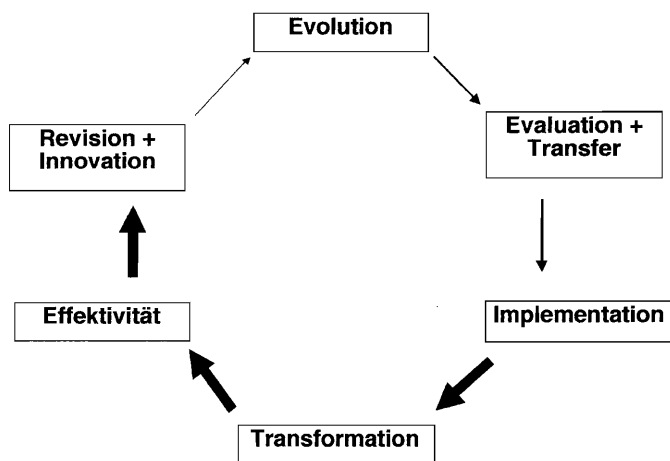 Evolution
Evaluation +
Transfer
Implementation
Transformation
Effektivität
Revision +
Innovation